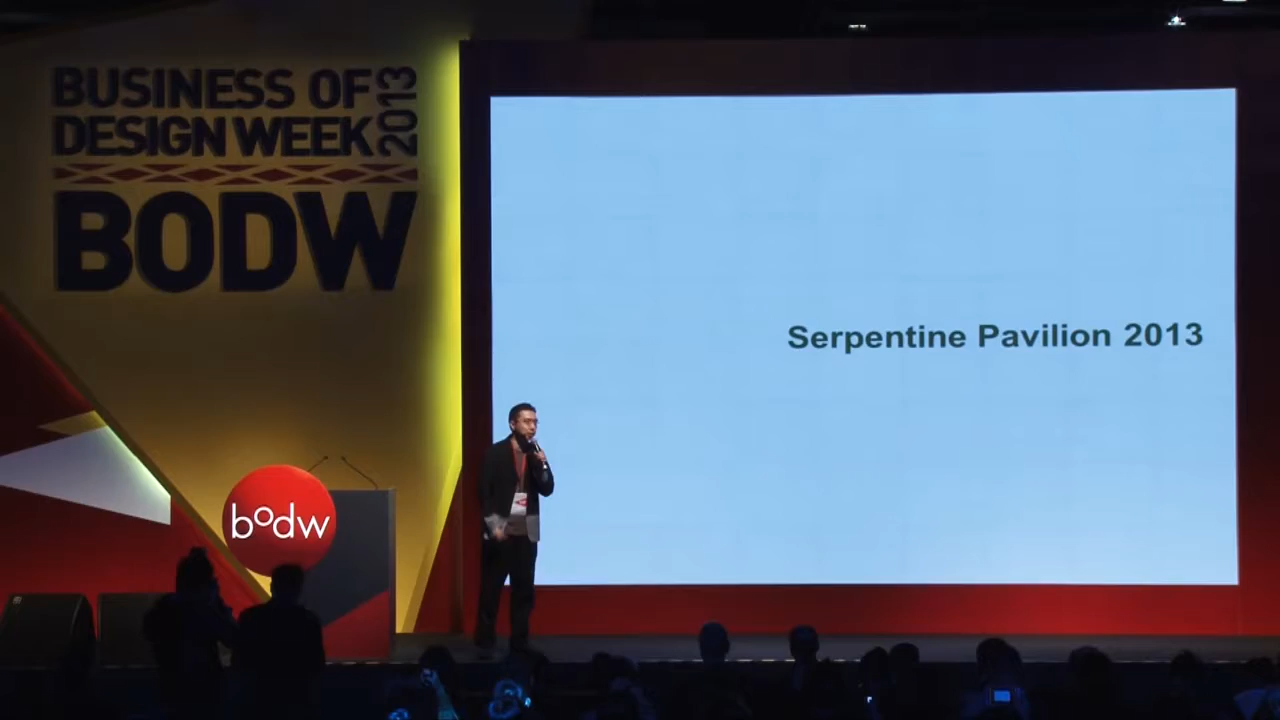 BUSINESS OF
DESIGN WEEK
2013
BODW
Serpentine Pavilion 2013
bodw